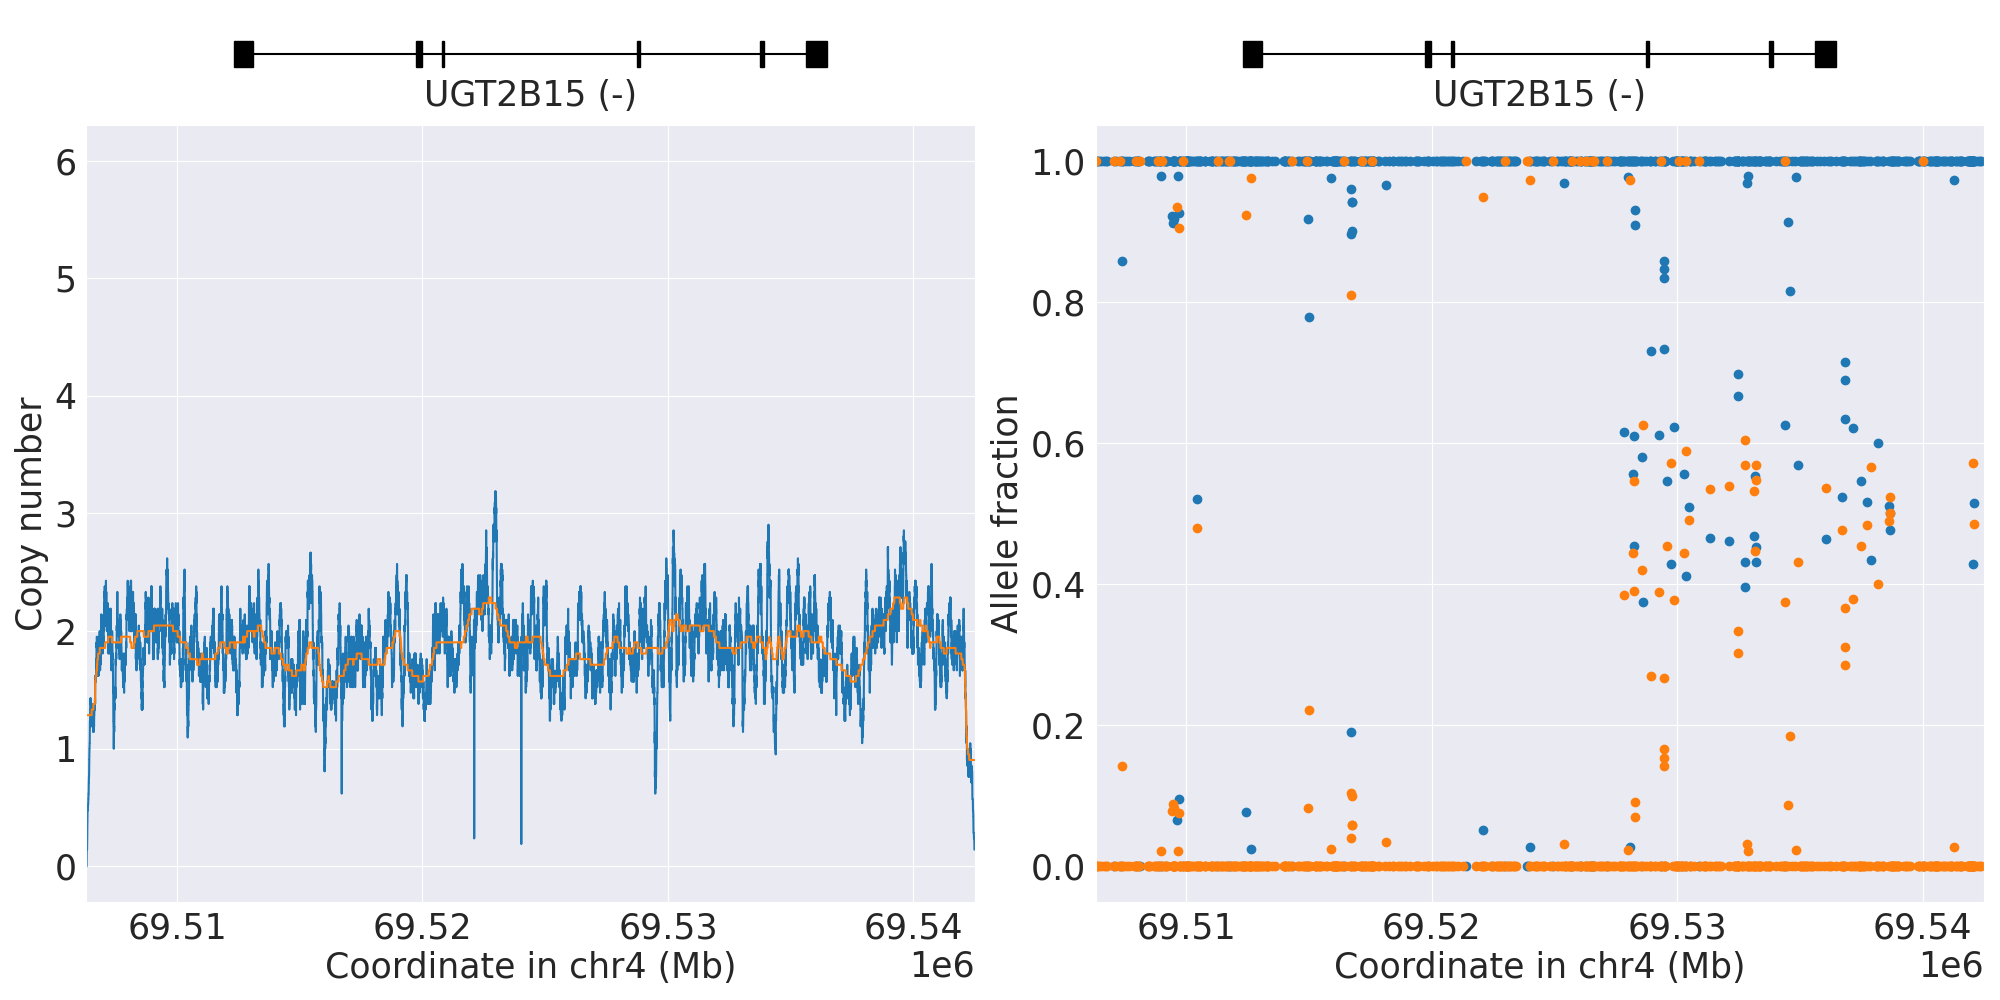 UGT2B15 (-)
6
5
4
3
2
1
0
Copy number
69.51
69.52
69.53
69.54
Coordinate in chr4 (Mb)
1e6
UGT2B15 (-)
1.0
0.8
0.6
0.4
0.2
0.0
Allele fraction
69.51
69.52
69.53
69.54
Coordinate in chr4 (Mb)
1e6